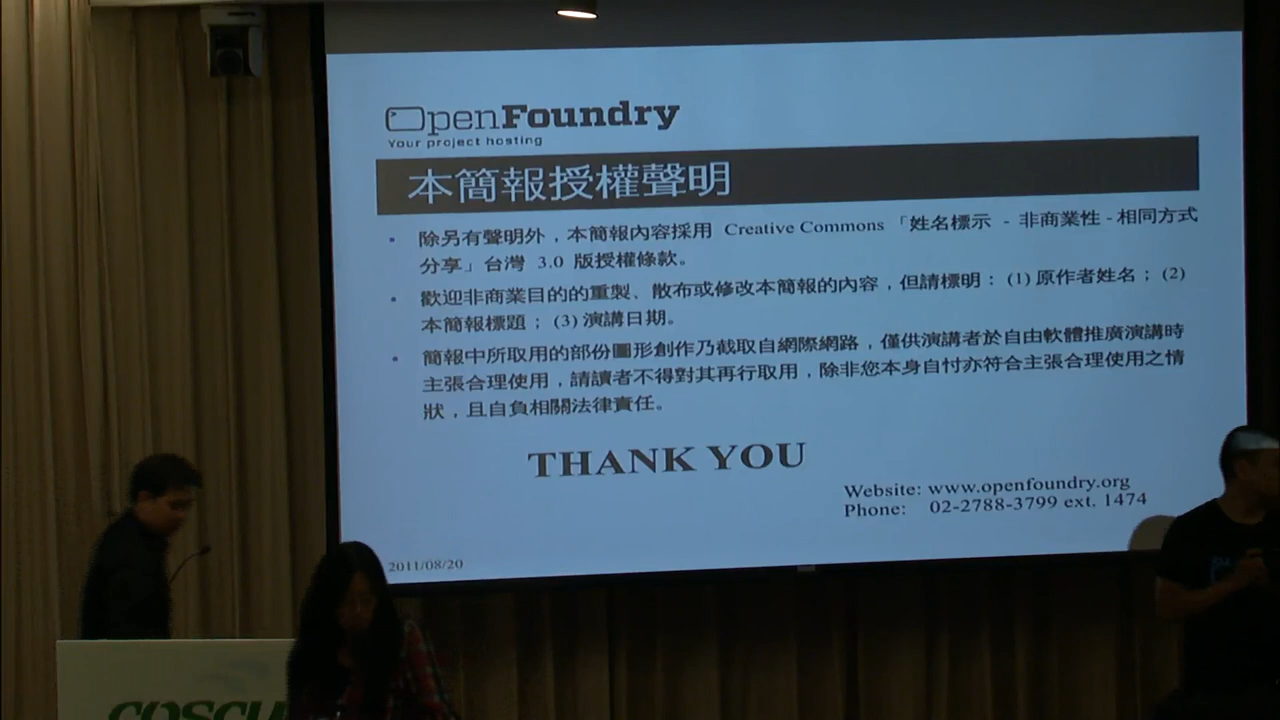 OpenFoundry
Your project hosting
本簡報授權聲明
• 除另有聲明外，本簡報內容採用 Creative Commons 「姓名標示 - 非商業性 - 相同方式
分享」台灣 3.0 版授權條款。
• 歡迎非商業目的的重製、散布或修改本簡報的內容，但請標明： (1) 原作者姓名； (2)
本簡報標題； (3) 演講日期。
• 簡報中所取用的部份圖形創作乃截取自網際網路，僅供演講者於自由軟體推廣演講時
主張合理使用，請讀者不得對其再行取用，除非您本身自忖亦符合主張合理使用之情
狀，且自負相關法律責任。
THANK YOU
Website: www.openfoundry.org
Phone: 02-2788-3799 ext. 1474
2011/08/20